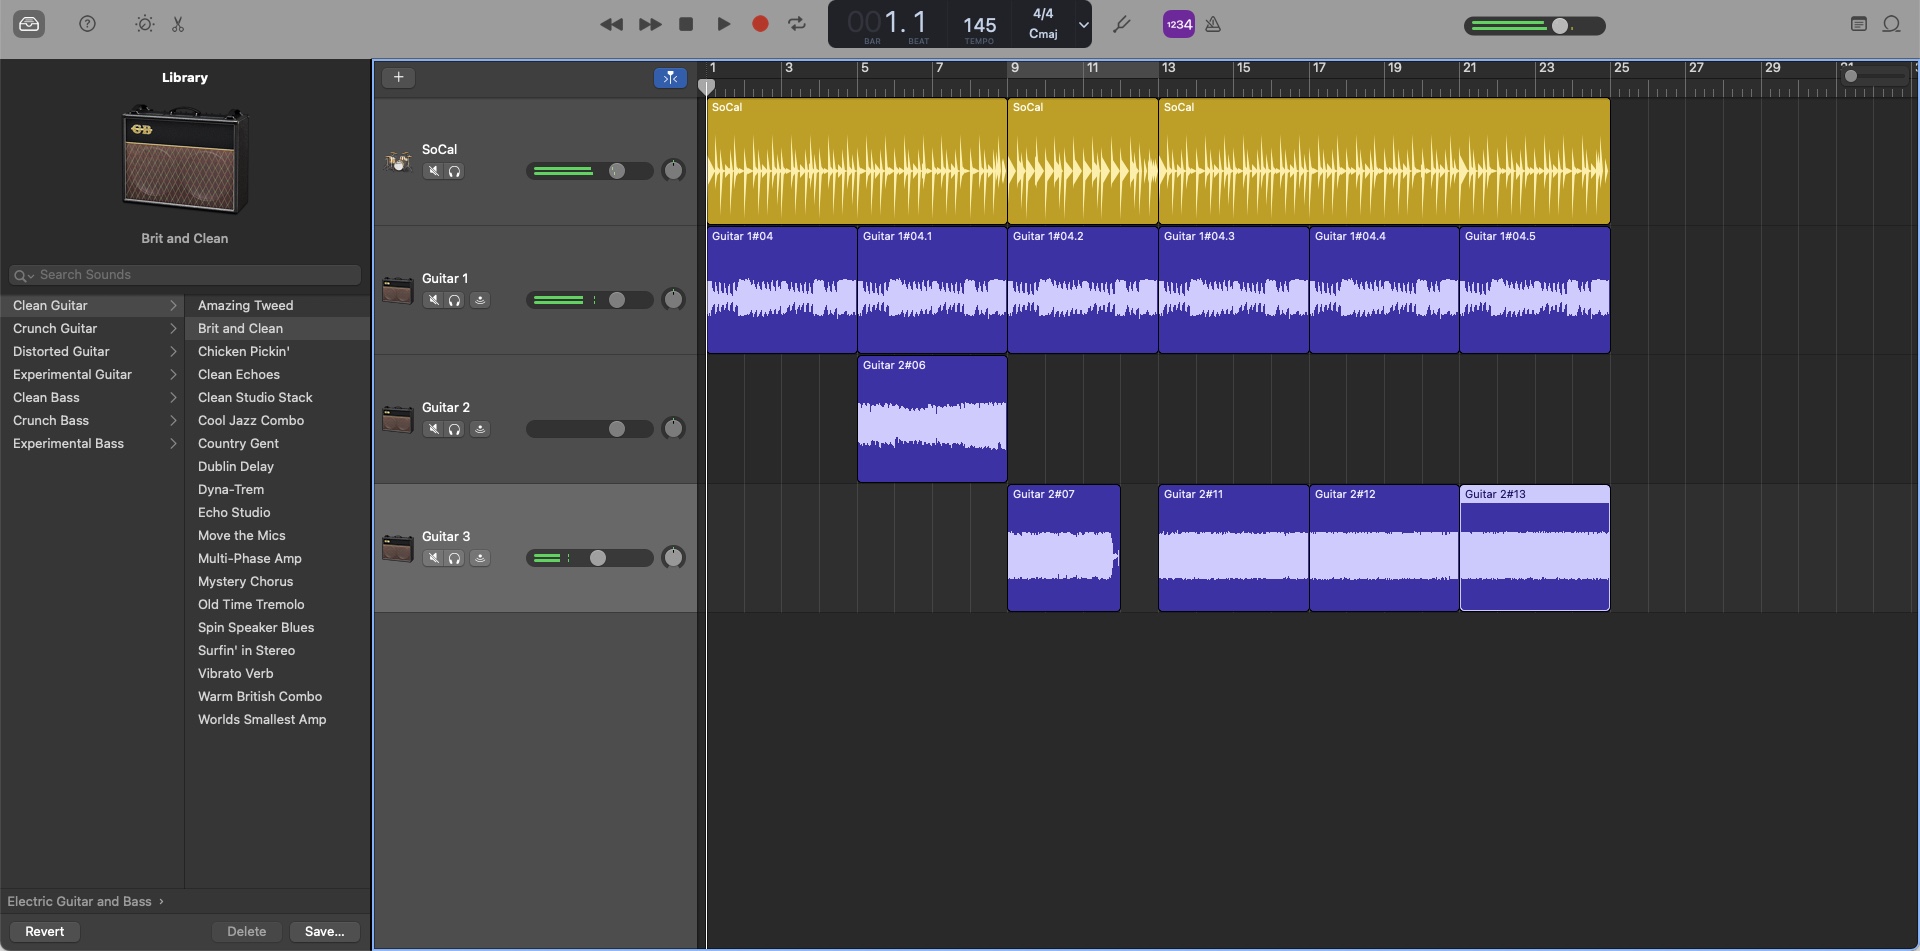 001. 1
BAR
BEAT
145
TEMPO
4/4
Cmaj
1234
Library
GB
Brit and Clean
Search Sounds
Clean Guitar
Crunch Guitar
Distorted Guitar
Experimental Guitar
Clean Bass
Crunch Bass
Experimental Bass
Amazing Tweed
Brit and Clean
Chicken Pickin'
Clean Echoes
Clean Studio Stack
Cool Jazz Combo
Country Gent
Dublin Delay
Dyna-Trem
Echo Studio
Move the Mics
Multi-Phase Amp
Mystery Chorus
Old Time Tremolo
Spin Speaker Blues
Surfin' in Stereo
Vibrato Verb
Warm British Combo
Worlds Smallest Amp
Electric Guitar and Bass
Revert
Delete
Save...
1 3 5 7 9 11 13 15 17 19 21 23 25 27 29 31
SoCal
SoCal SoCal SoCal
Guitar 1
Guitar 1#04 Guitar 1#04.1 Guitar 1#04.2 Guitar 1#04.3 Guitar 1#04.4 Guitar 1#04.5
Guitar 2
Guitar 2#06
Guitar 3
Guitar 2#07 Guitar 2#11 Guitar 2#12 Guitar 2#13